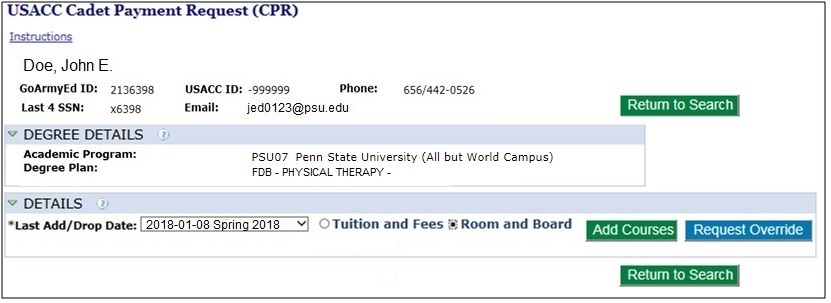 USACC Cadet Payment Request (CPR)
Instructions
Doe, John E.
GoArmyEd ID: 2136398 USACC ID: -999999 Phone: 656/442-0526
Last 4 SSN: x6398 Email: jed0123@psu.edu
Return to Search
DEGREE DETAILS ?
Academic Program: PSU07 Penn State University (All but World Campus)
Degree Plan: FDB - PHYSICAL THERAPY -
DETAILS ?
*Last Add/Drop Date: 2018-01-08 Spring 2018 Tuition and Fees Room and Board Add Courses Request Override
Return to Search